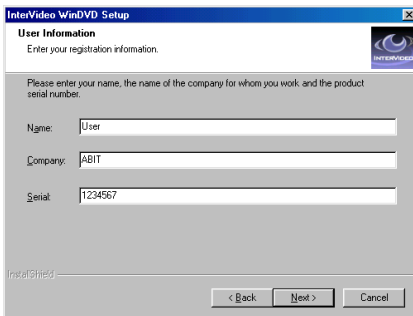 InterVideo WinDVD Setup
User Information
Enter your registration information.
INTERVIDEO
Please enter your name, the name of the company for whom you work and the product
serial number.
Name: User
Company: ABIT
Serial: 1234567
InstallShield
< Back Next > Cancel